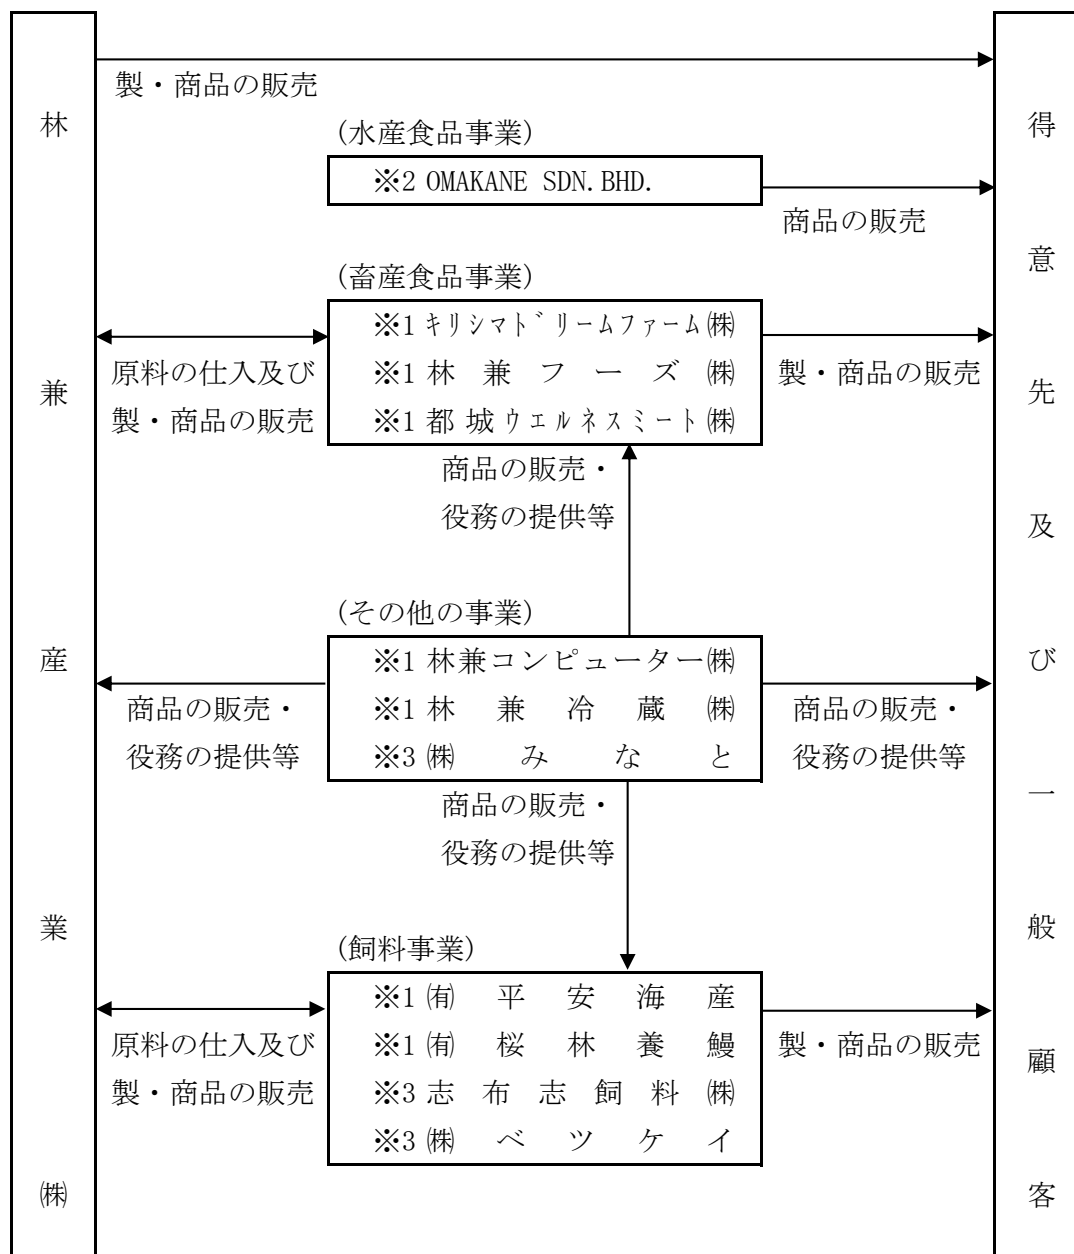 林兼産業㈱
製・商品の販売
(水産食品事業)
※2 OMAKANE SDN.BHD.
商品の販売
(畜産食品事業)
※1 キリシマドリームファーム㈱
※1 林兼フーズ㈱
※1 都城ウエルネスミート㈱
原料の仕入及び
製・商品の販売
製・商品の販売
商品の販売・
役務の提供等
(その他の事業)
※1 林兼コンピューター㈱
※1 林兼冷蔵㈱
※3 ㈱みなと
商品の販売・
役務の提供等
商品の販売・
役務の提供等
商品の販売・
役務の提供等
(飼料事業)
※1 ㈲平安海産
※1 ㈲桜林養鰻
※3 志布志飼料㈱
※3 ㈱ベツケイ
原料の仕入及び
製・商品の販売
製・商品の販売
得意先及び一般顧客